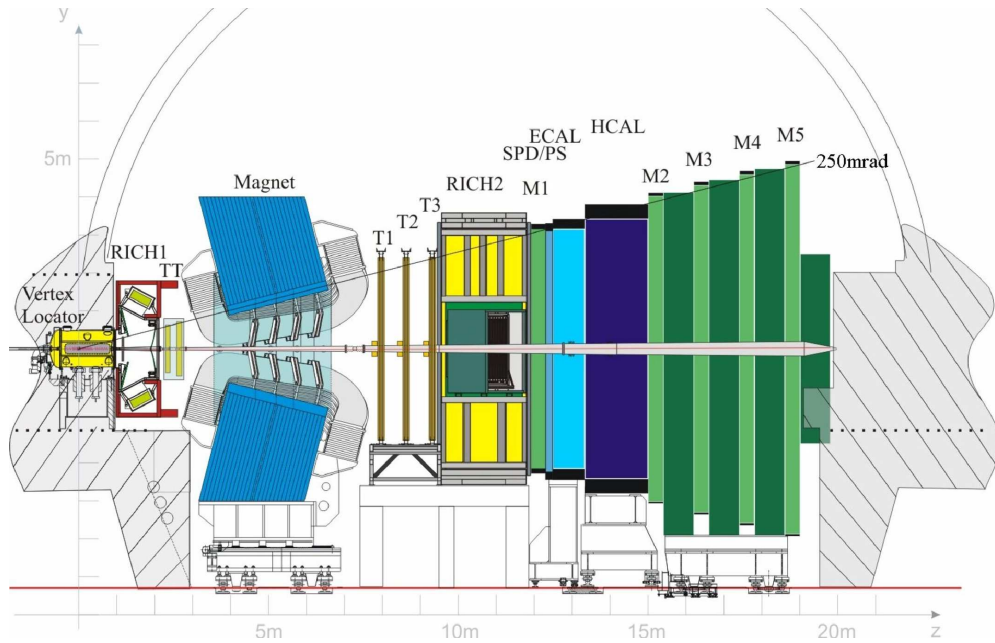 y
5m
HCAL
ECAL
SPD/PS
M5
M4
M3
250mrad
M2
M1
RICH2
Magnet
T3
T2
T1
RICH1
TT
Vertex
Locator
5m
10m
15m
20m
z